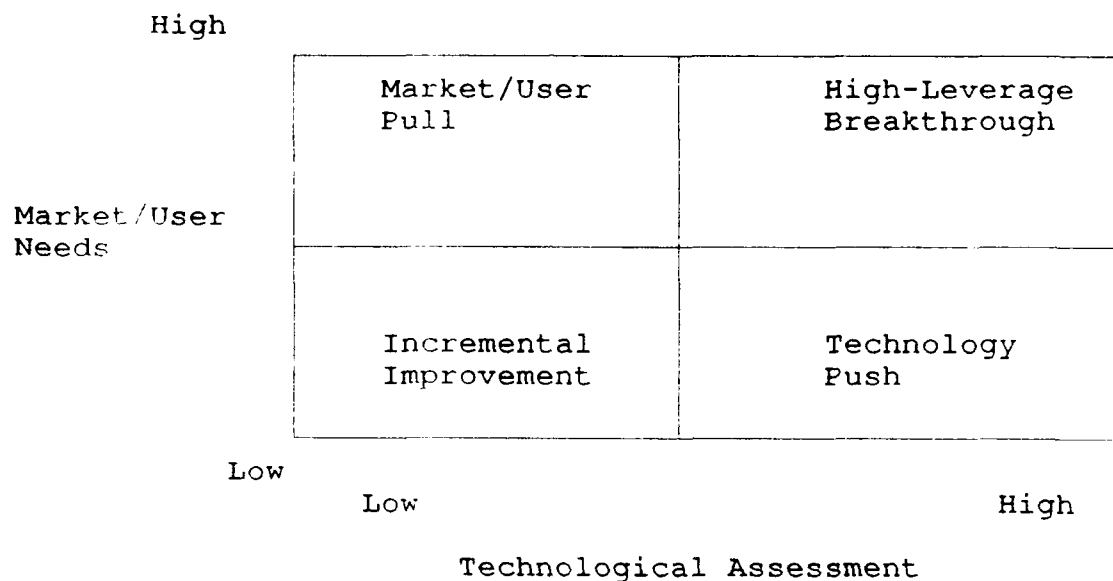 High
Market/User
Pull
High-Leverage
Breakthrough
Market/User
Needs
Incremental
Improvement
Technology
Push
Low
Low
High
Technological Assessment